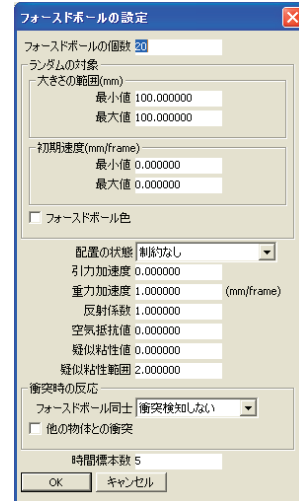 フォースドボールの設定
フォースドボールの個数 20
ランダムの対象
大きさの範囲(mm)
最小値 100.000000
最大値 100.000000
初期速度(mm/frame)
最小値 0.000000
最大値 0.000000
フォースドボール色
配置の状態 制約なし
引力加速度 0.000000
重力加速度 1.000000 (mm/frame)
反射係数 1.000000
空気抵抗値 0.000000
疑似粘性値 0.000000
疑似粘性範囲 2.000000
衝突時の反応
フォースドボール同士 衝突検知しない
他の物体との衝突
時間標本数 5
OK キャンセル